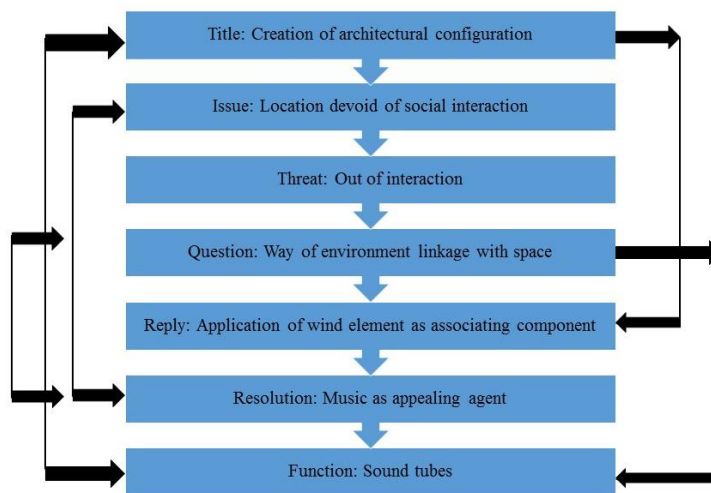 Title: Creation of architectural configuration
Issue: Location devoid of social interaction
Threat: Out of interaction
Question: Way of environment linkage with space
Reply: Application of wind element as associating component
Resolution: Music as appealing agent
Function: Sound tubes